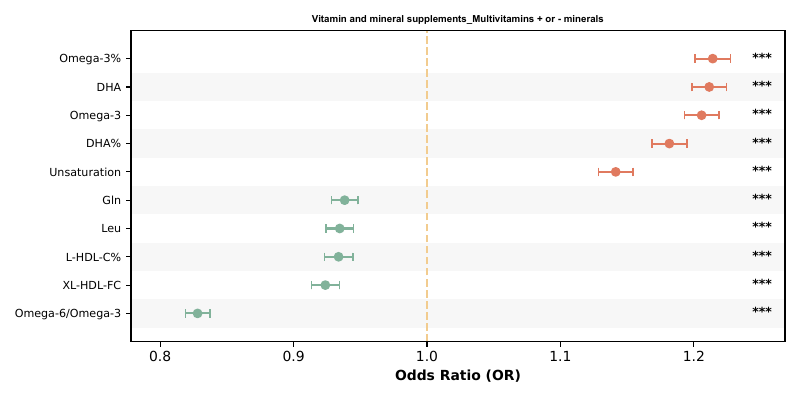 Vitamin and mineral supplements_Multivitamins + or - minerals
Omega-3% ***
DHA ***
Omega-3 ***
DHA% ***
Unsaturation ***
Gln ***
Leu ***
L-HDL-C% ***
XL-HDL-FC ***
Omega-6/Omega-3 ***
0.8 0.9 1.0 1.1 1.2
Odds Ratio (OR)